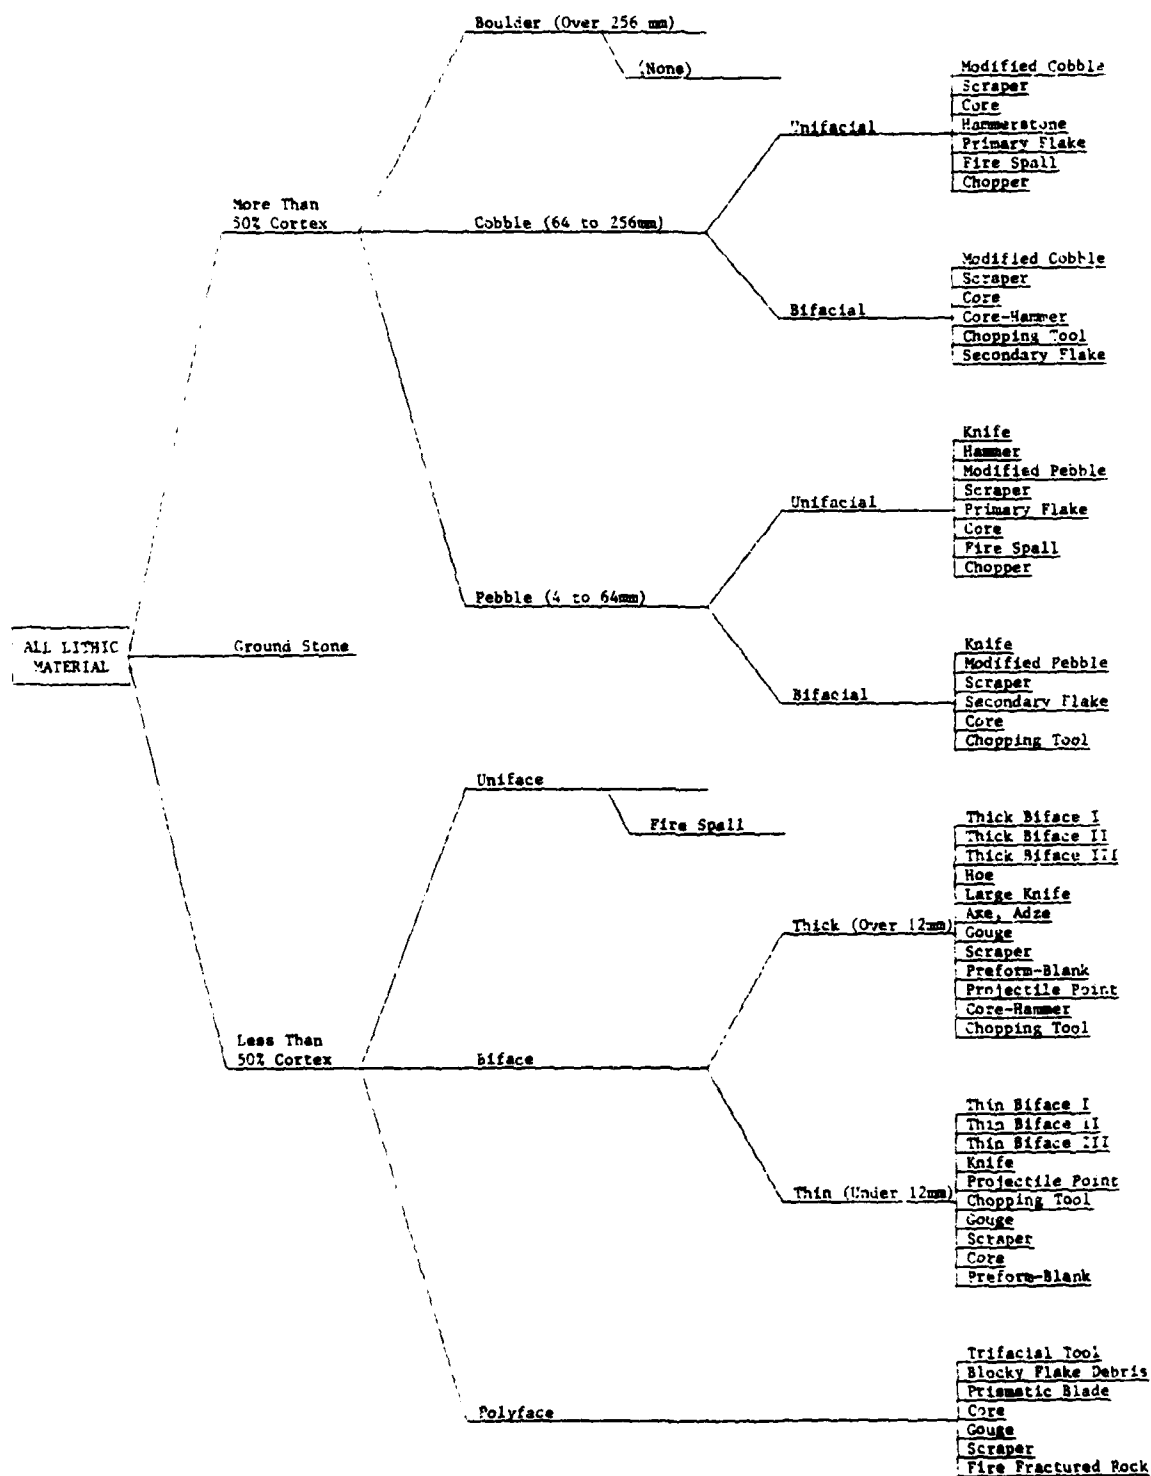 Boulder (Over 256 mm)
(None)
Unifacial
Modified Cobble
Scraper
Core
Hammerstone
Primary Flake
Fire Spall
Chopper
More Than
50% Cortex
Cobble (64 to 256mm)
Bifacial
Modified Cobble
Scraper
Core
Core-Hammer
Chopping Tool
Secondary Flake
Unifacial
Knife
Hammer
Modified Pebble
Scraper
Primary Flake
Core
Fire Spall
Chopper
Pebble (4 to 64mm)
ALL LITHIC
MATERIAL
Ground Stone
Bifacial
Knife
Modified Pebble
Scraper
Secondary Flake
Core
Chopping Tool
Uniface
Fire Spall
Thick (Over 12mm)
Thick Biface I
Thick Biface II
Thick Biface III
Hoe
Large Knife
Axe, Adze
Gouge
Scraper
Preform-Blank
Projectile Point
Core-Hammer
Chopping Tool
Less Than
50% Cortex
Biface
Thin (Under 12mm)
Thin Biface I
Thin Biface II
Thin Biface III
Knife
Projectile Point
Chopping Tool
Gouge
Scraper
Core
Preform-Blank
Polyface
Trifacial Tool
Blocky Flake Debris
Prismatic Blade
Core
Gouge
Scraper
Fire Fractured Rock